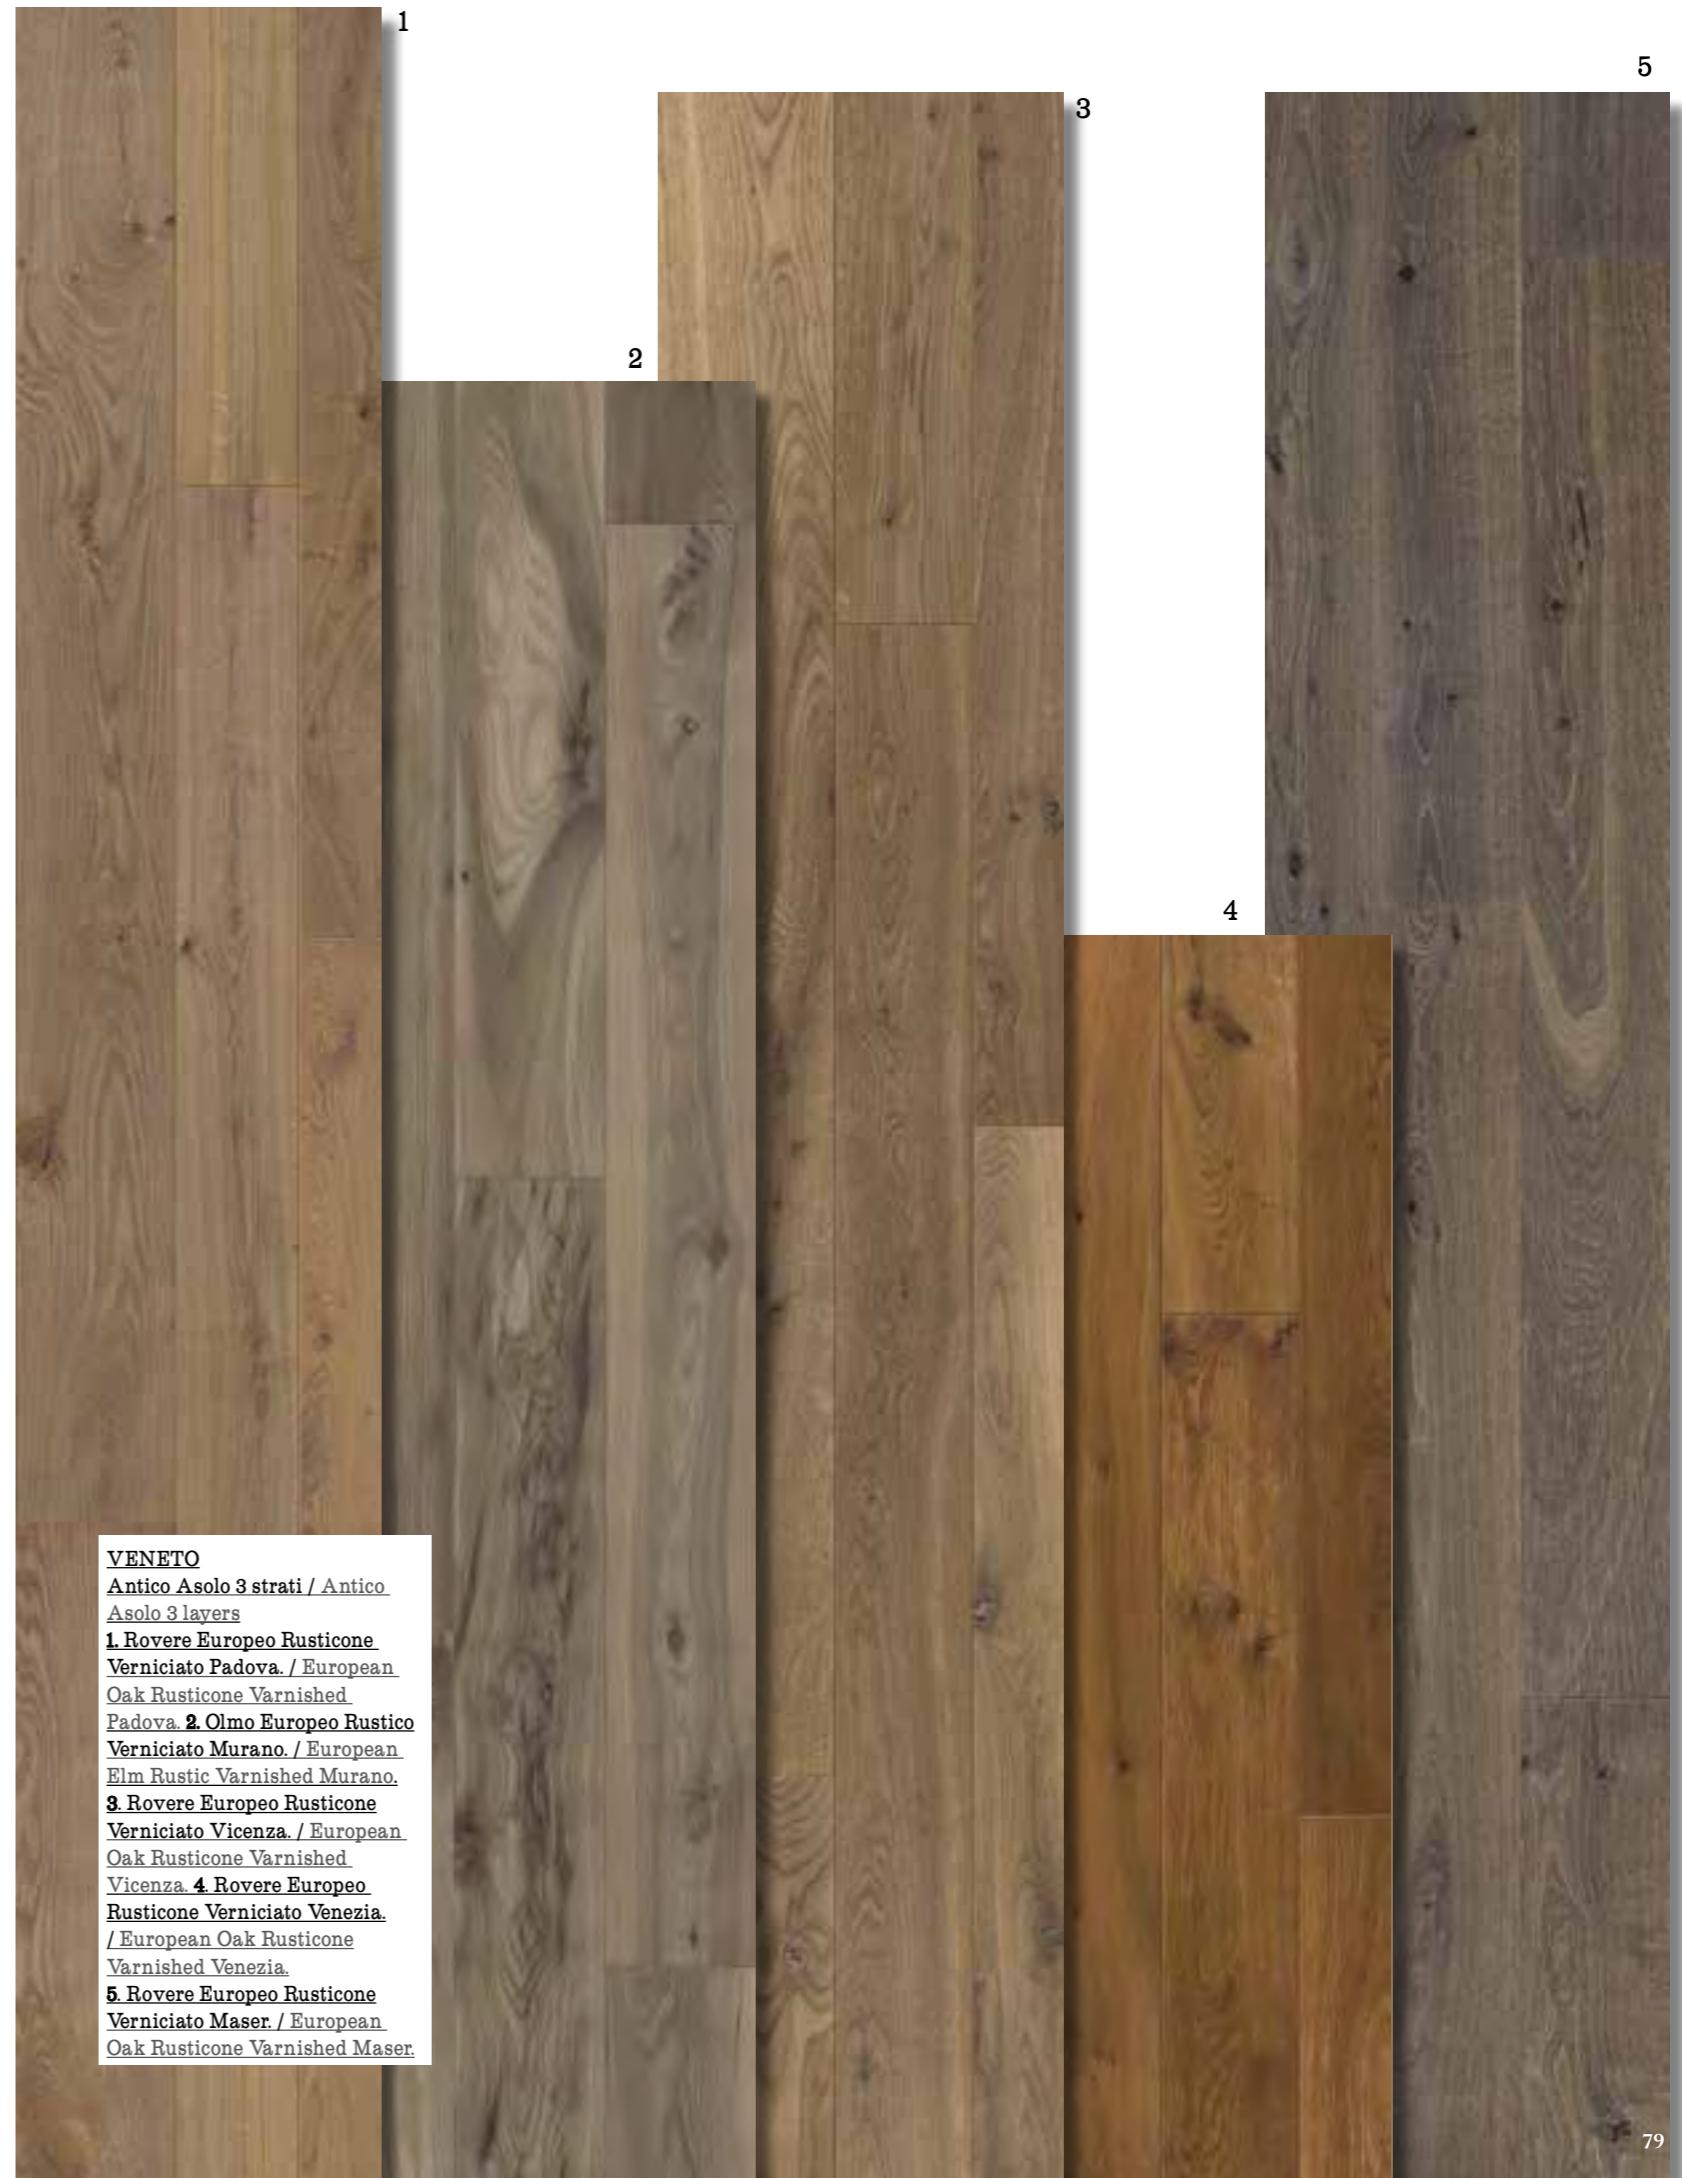 1
5
3
2
4
VENETO
Antico Asolo 3 strati / Antico
Asolo 3 layers
1. Rovere Europeo Rusticone
Verniciato Padova. / European
Oak Rusticone Varnished
Padova. 2. Olmo Europeo Rustico
Verniciato Murano. / European
Elm Rustic Varnished Murano.
3. Rovere Europeo Rusticone
Verniciato Vicenza. / European
Oak Rusticone Varnished
Vicenza. 4. Rovere Europeo
Rusticone Verniciato Venezia.
/ European Oak Rusticone
Varnished Venezia.
5. Rovere Europeo Rusticone
Verniciato Maser. / European
Oak Rusticone Varnished Maser.
79